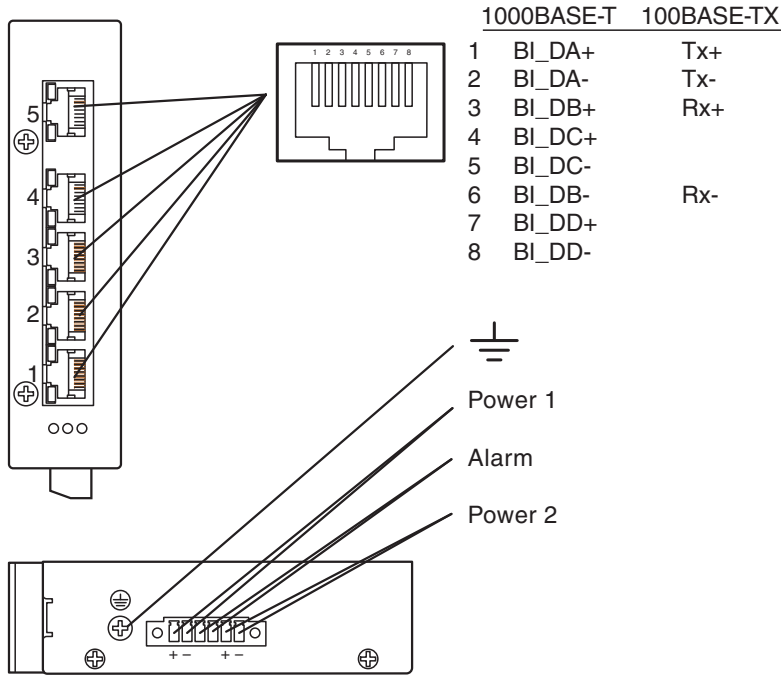 1000BASE-T 100BASE-TX
1 BI_DA+ Tx+
2 BI_DA- Tx-
3 BI_DB+ Rx+
4 BI_DC+
5 BI_DC-
6 BI_DB- Rx-
7 BI_DD+
8 BI_DD-
1 2 3 4 5 6 7 8
5
4
3
2
1
Power 1
Alarm
Power 2
+ – + –